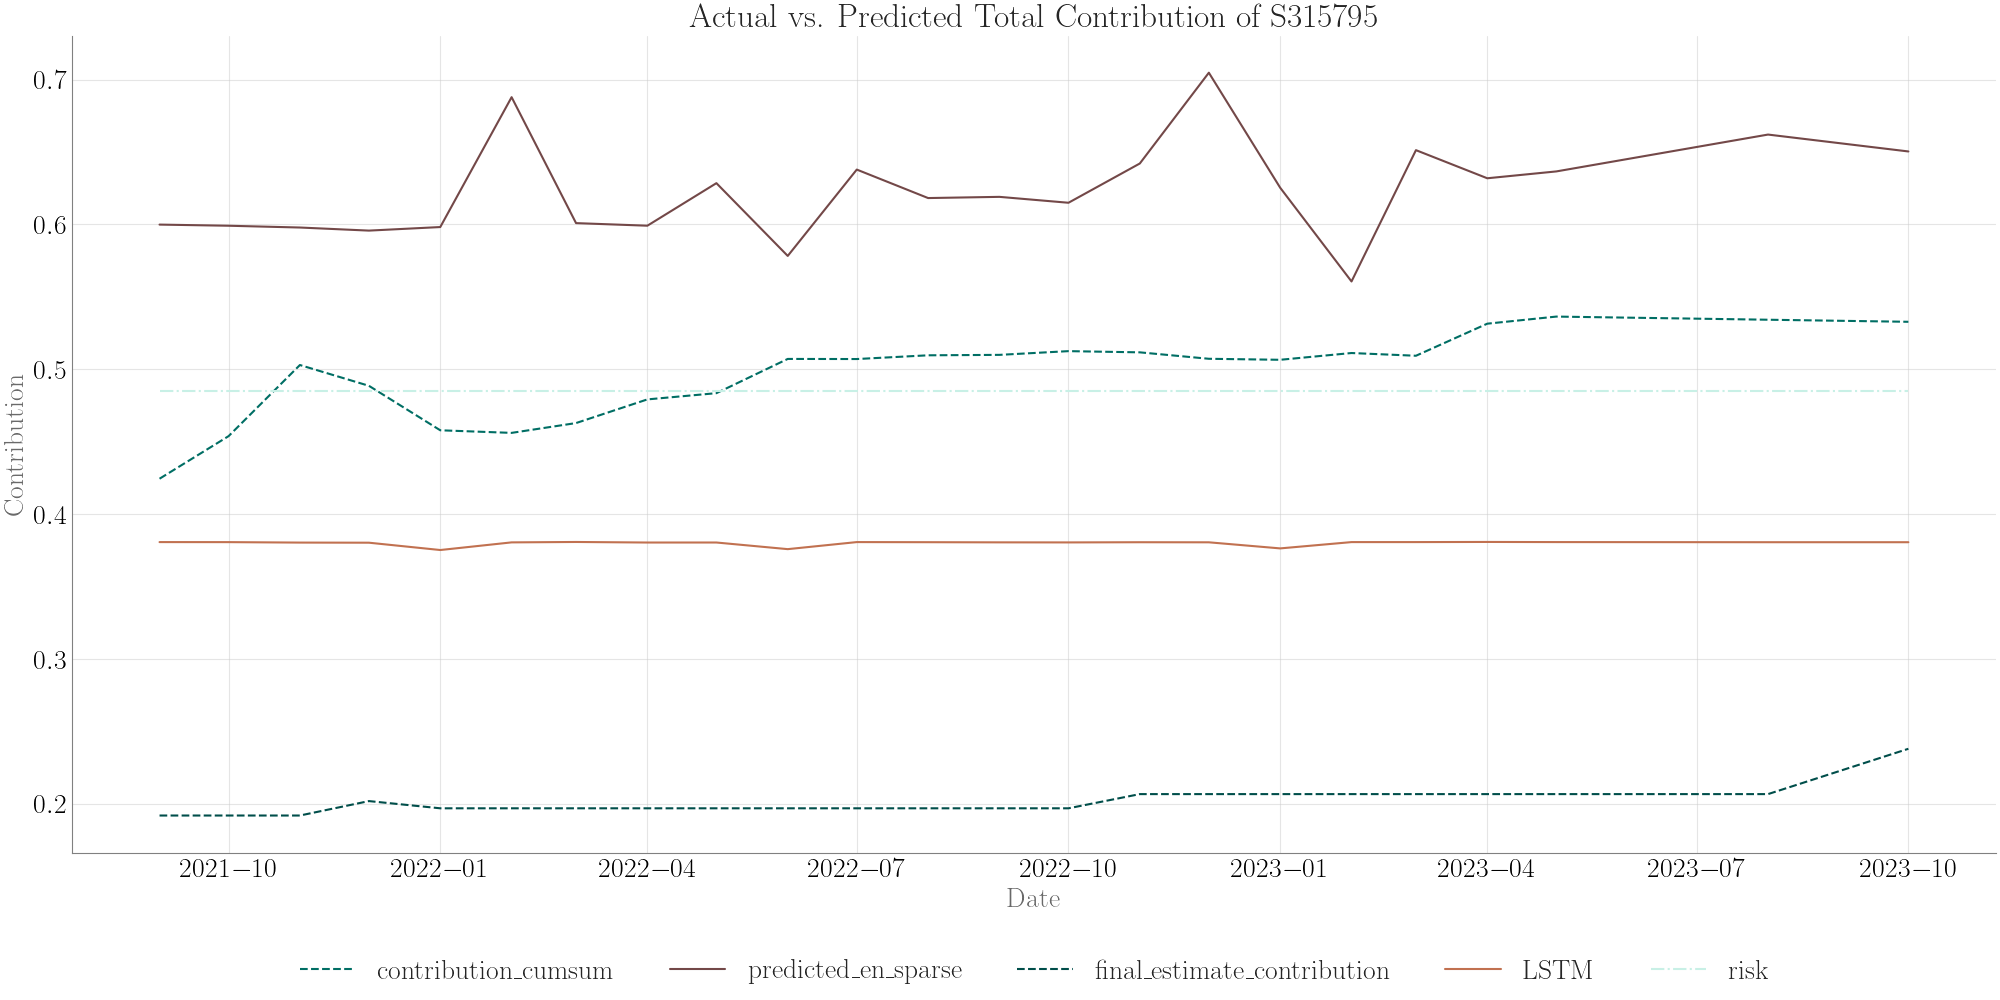 Actual vs. Predicted Total Contribution of S315795
0.7
0.6
0.5
0.4
0.3
0.2
Contribution
2021−10 2022−01 2022−04 2022−07 2022−10 2023−01 2023−04 2023−07 2023−10
Date
contribution_cumsum predicted_en_sparse final_estimate_contribution LSTM risk